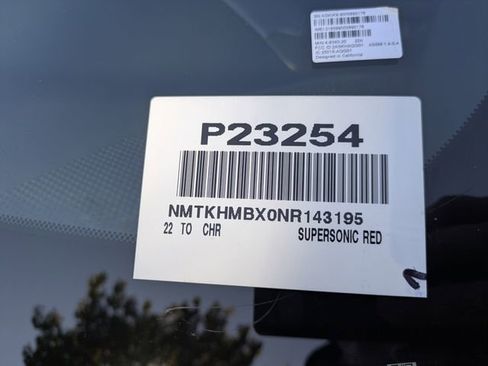 P23254
NMTKHMBX0NR143195
22 TO CHR SUPERSONIC RED
Designed in California